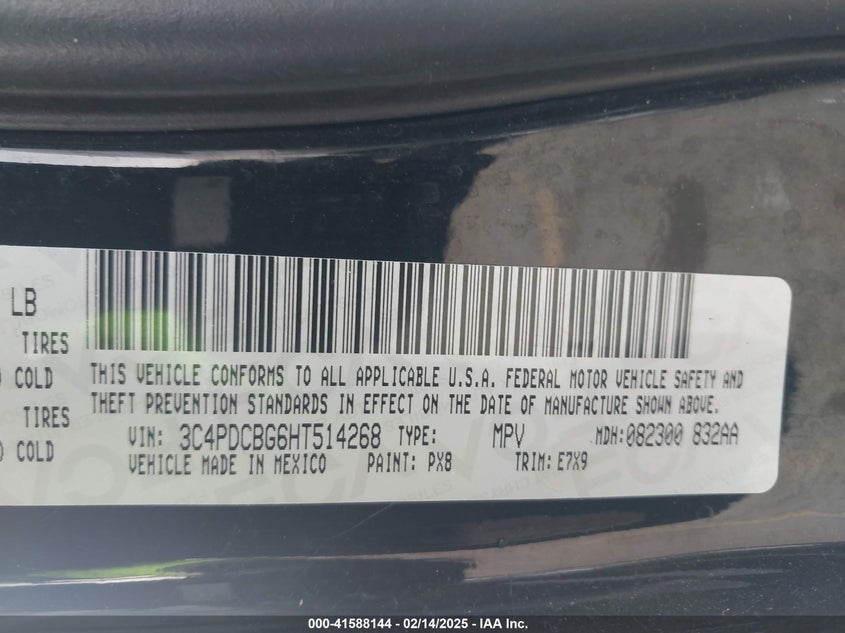 LB
TIRES
COLD
TIRES
COLD
THIS VEHICLE CONFORMS TO ALL APPLICABLE U.S.A. FEDERAL MOTOR VEHICLE SAFETY AND
THEFT PREVENTION STANDARDS IN EFFECT ON THE DATE OF MANUFACTURE SHOWN ABOVE.
VIN: 3C4PDCBG6HT514268 TYPE: MPV MDH: 082300 832AA
VEHICLE MADE IN MEXICO PAINT: PX8 TRIM: E7X9
000-41588144 - 02/14/2025 - IAA Inc.